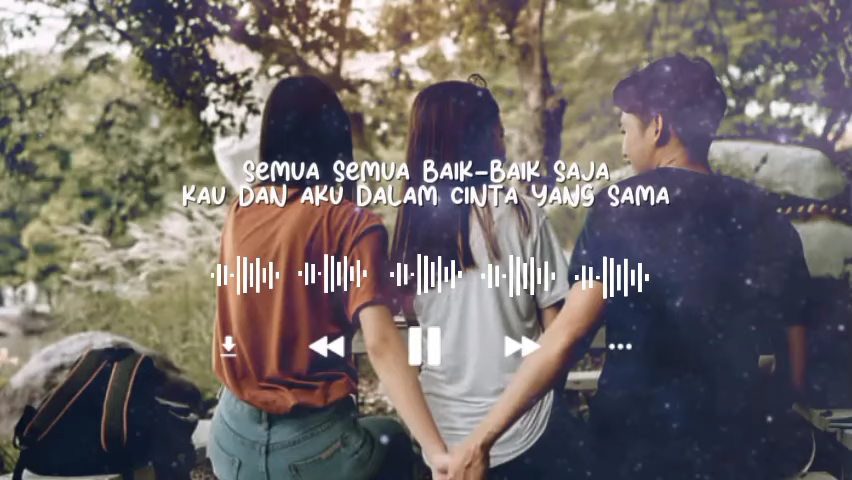 SEMUA SEMUA BAIK-BAIK SAJA
KAU DAN AKU DALAM CINTA YANG SAMA